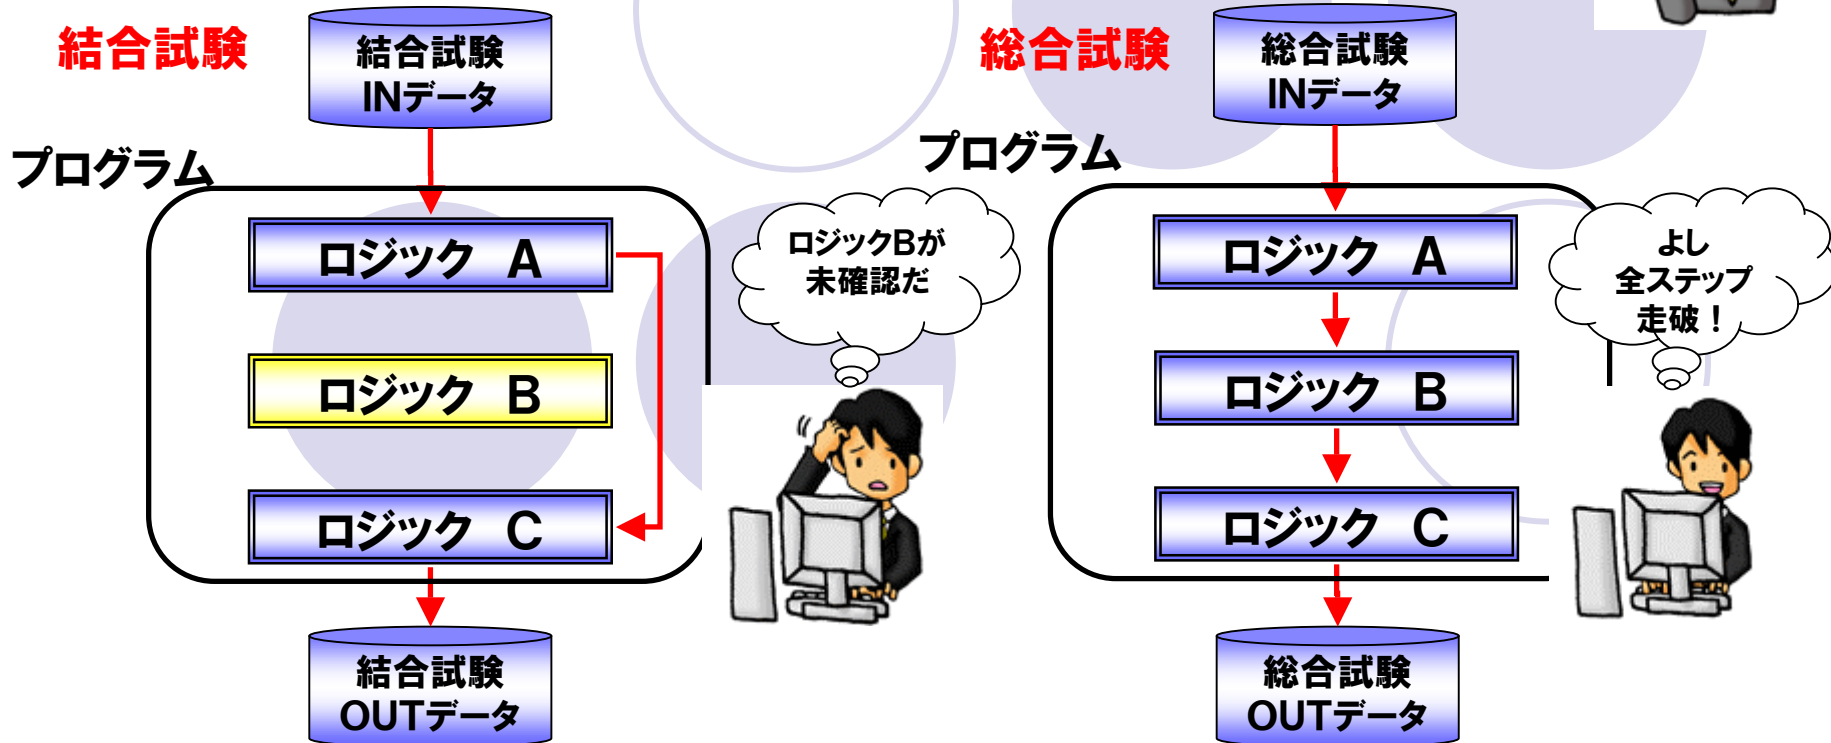 結合試験
結合試験
INデータ
プログラム
ロジック A
ロジック B
ロジック C
結合試験
OUTデータ
ロジックBが
未確認だ
総合試験
総合試験
INデータ
プログラム
ロジック A
ロジック B
ロジック C
総合試験
OUTデータ
よし
全ステップ
走破！